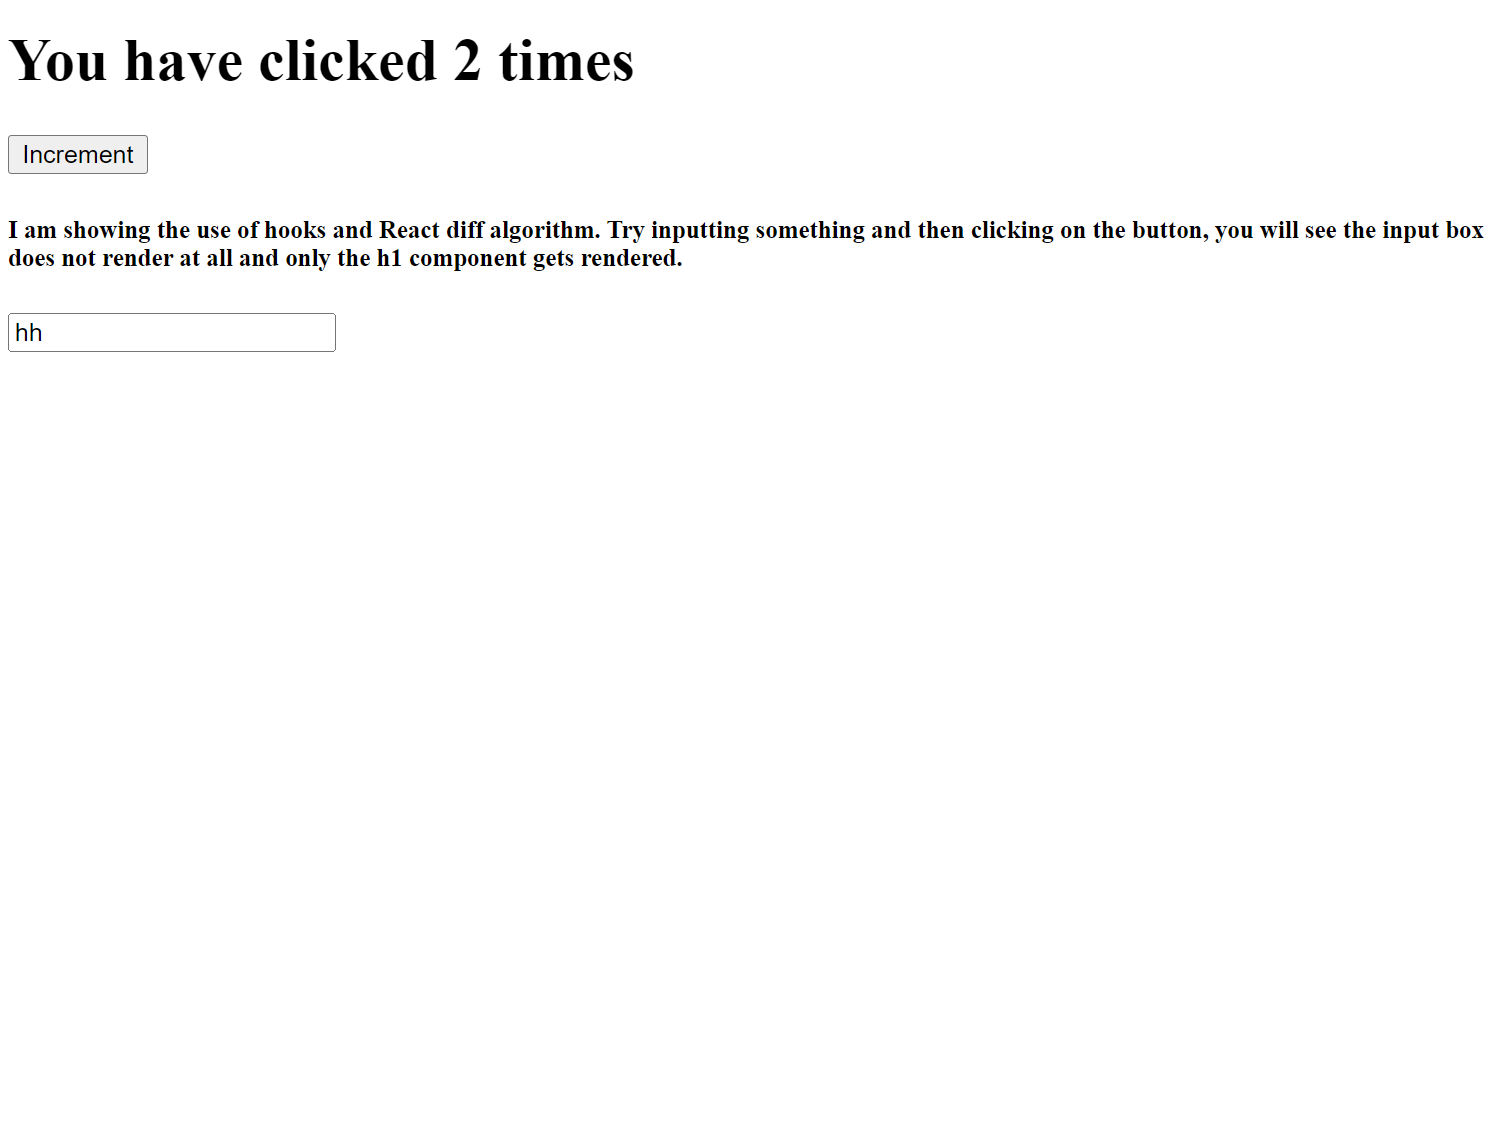 You have clicked 2 times
Increment
I am showing the use of hooks and React diff algorithm. Try inputting something and then clicking on the button, you will see the input box
does not render at all and only the h1 component gets rendered.
hh